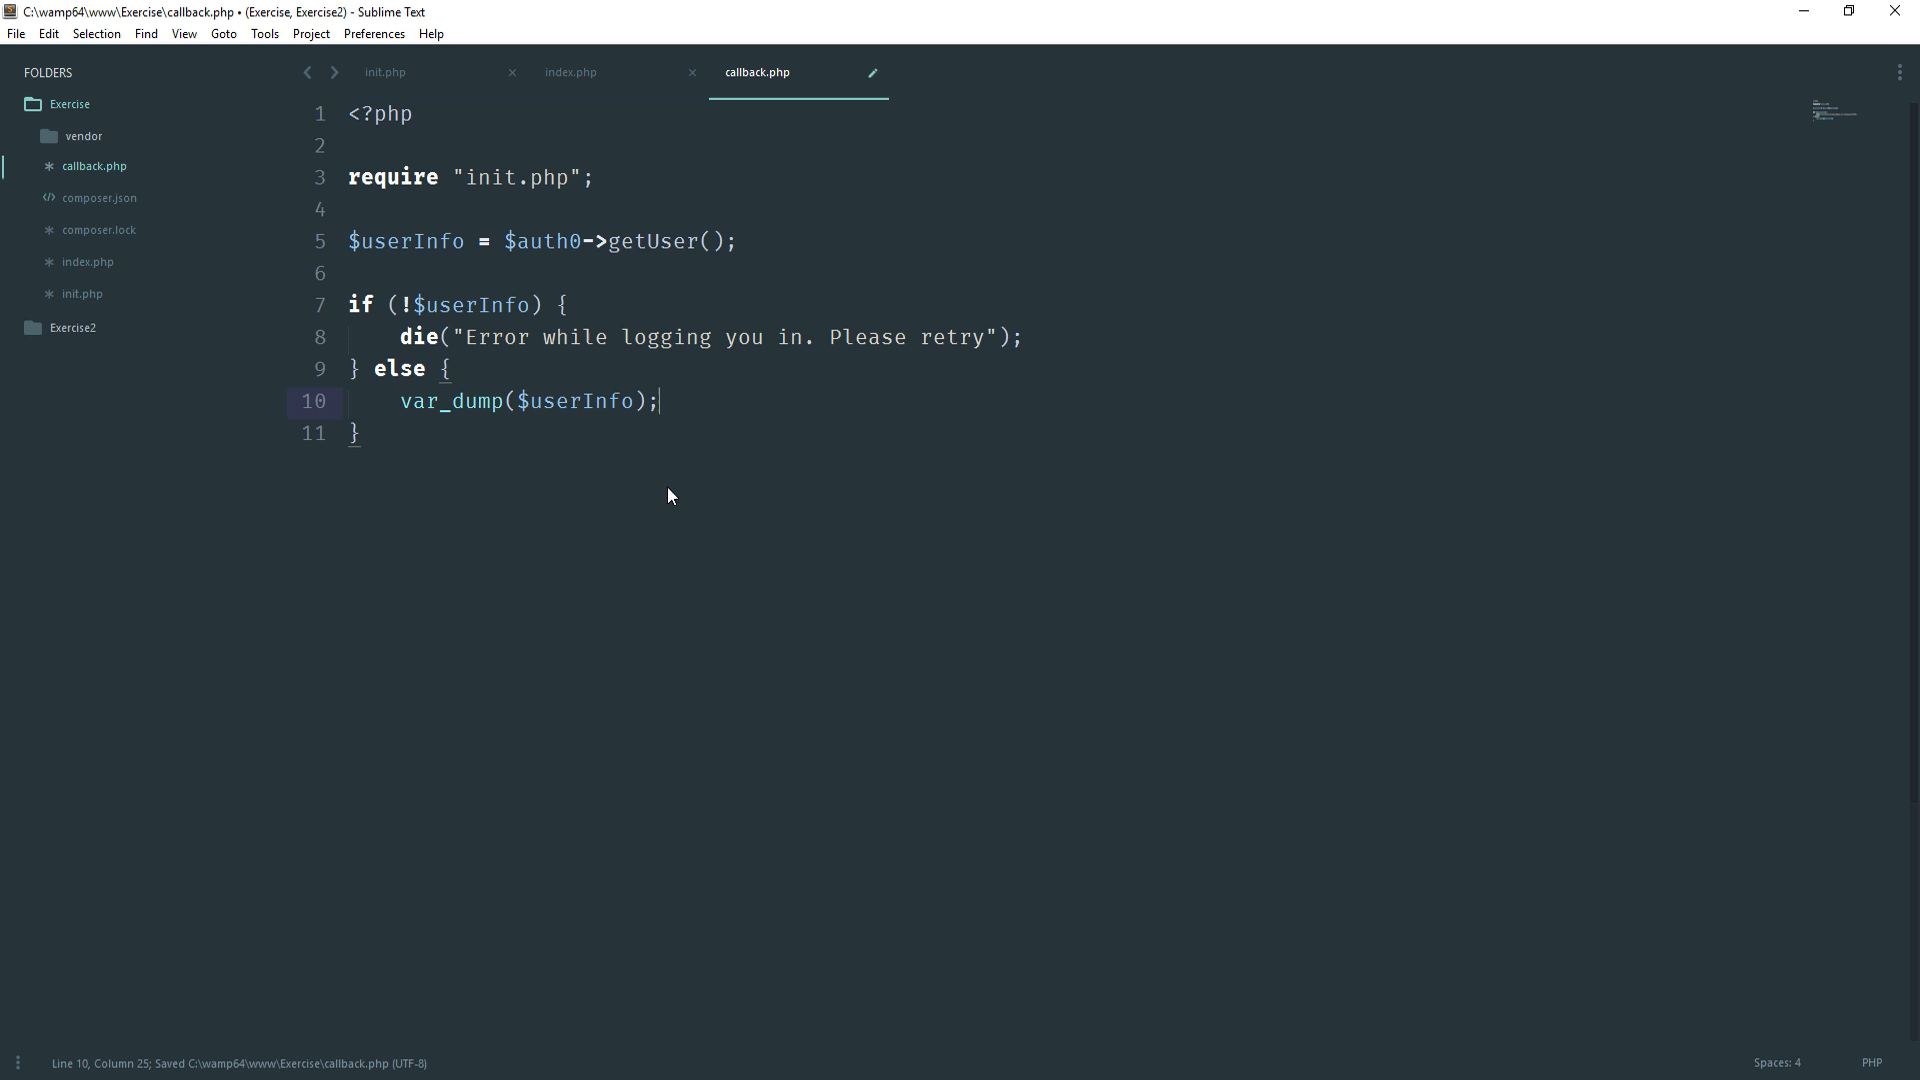 C:\wamp64\www\Exercise\callback.php • (Exercise, Exercise2) - Sublime Text
File Edit Selection Find View Goto Tools Project Preferences Help
FOLDERS
Exercise
vendor
callback.php
composer.json
composer.lock
index.php
init.php
Exercise2
init.php index.php callback.php
1 <?php
2
3 require "init.php";
4
5 $userInfo = $auth0->getUser();
6
7 if (!$userInfo) {
8 die("Error while logging you in. Please retry");
9 } else {
10 var_dump($userInfo);
11 }
Line 10, Column 25; Saved C:\wamp64\www\Exercise\callback.php (UTF-8)
Spaces: 4 PHP